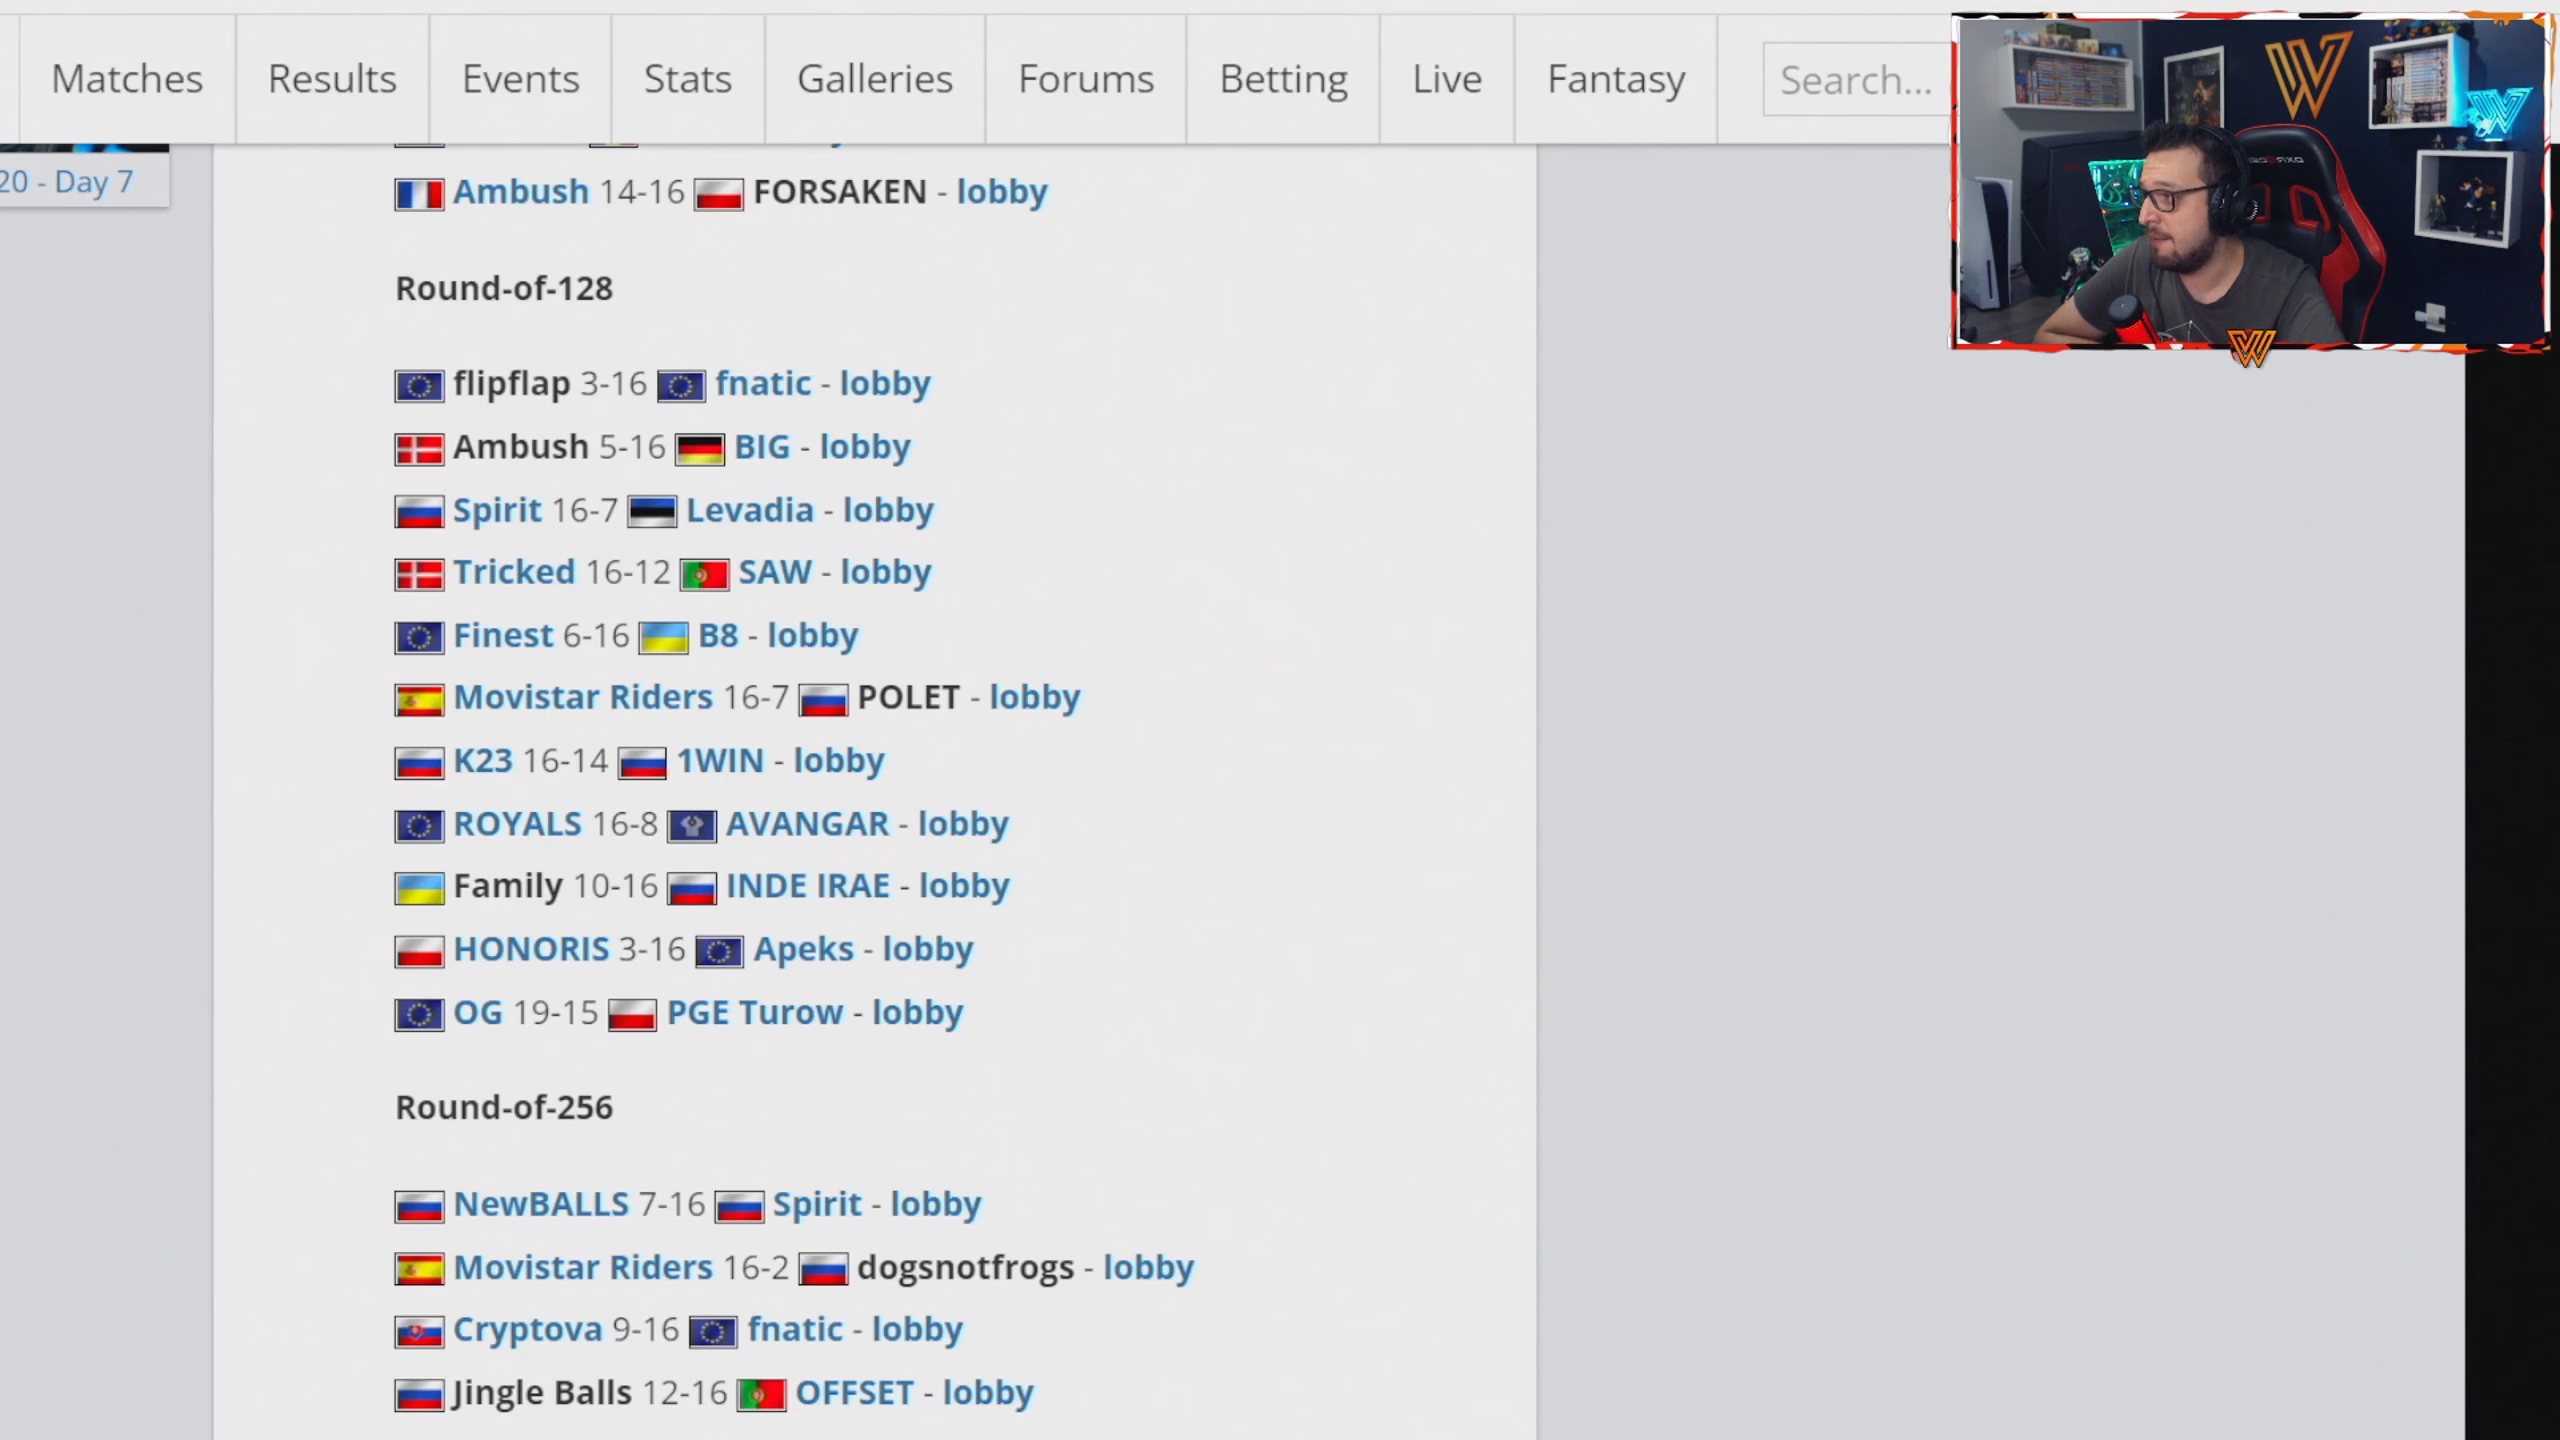 Matches Results Events Stats Galleries Forums Betting Live Fantasy Search...
20 - Day 7
Ambush 14-16 FORSAKEN - lobby
Round-of-128
flipflap 3-16 fnatic - lobby
Ambush 5-16 BIG - lobby
Spirit 16-7 Levadia - lobby
Tricked 16-12 SAW - lobby
Finest 6-16 B8 - lobby
Movistar Riders 16-7 POLET - lobby
K23 16-14 1WIN - lobby
ROYALS 16-8 AVANGAR - lobby
Family 10-16 INDE IRAE - lobby
HONORIS 3-16 Apeks - lobby
OG 19-15 PGE Turow - lobby
Round-of-256
NewBALLS 7-16 Spirit - lobby
Movistar Riders 16-2 dogsnotfrogs - lobby
Cryptova 9-16 fnatic - lobby
Jingle Balls 12-16 OFFSET - lobby